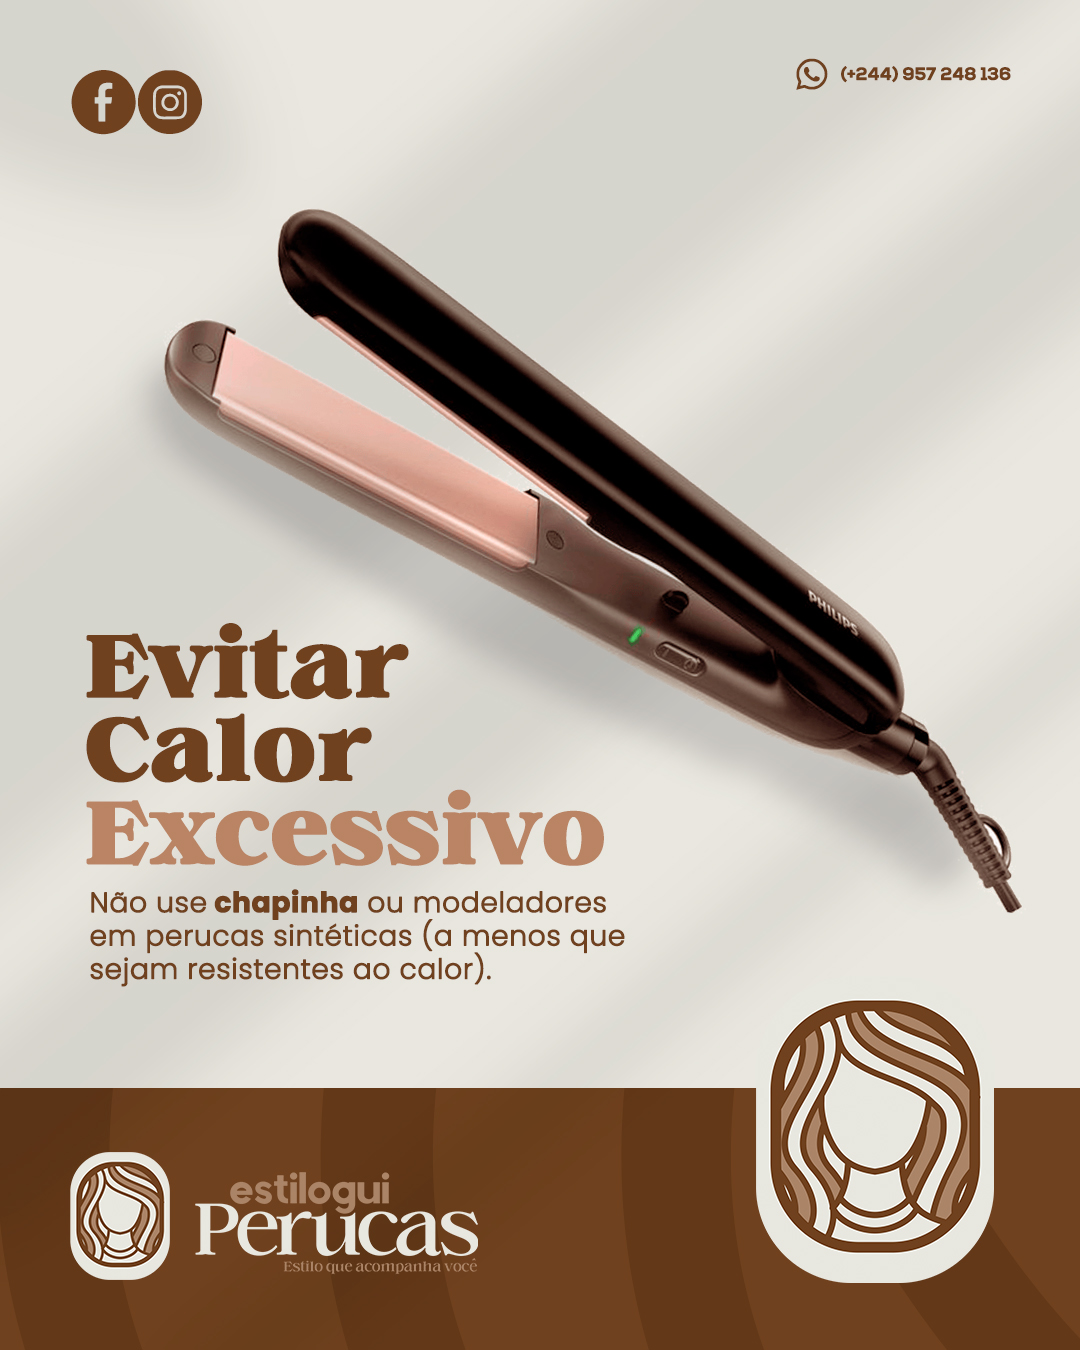 (+244) 957 248 136
PHILIPS
Evitar
Calor
Excessivo
Não use chapinha ou modeladores
em perucas sintéticas (a menos que
sejam resistentes ao calor).
estilogui
Perucas
Estilo que acompanha você